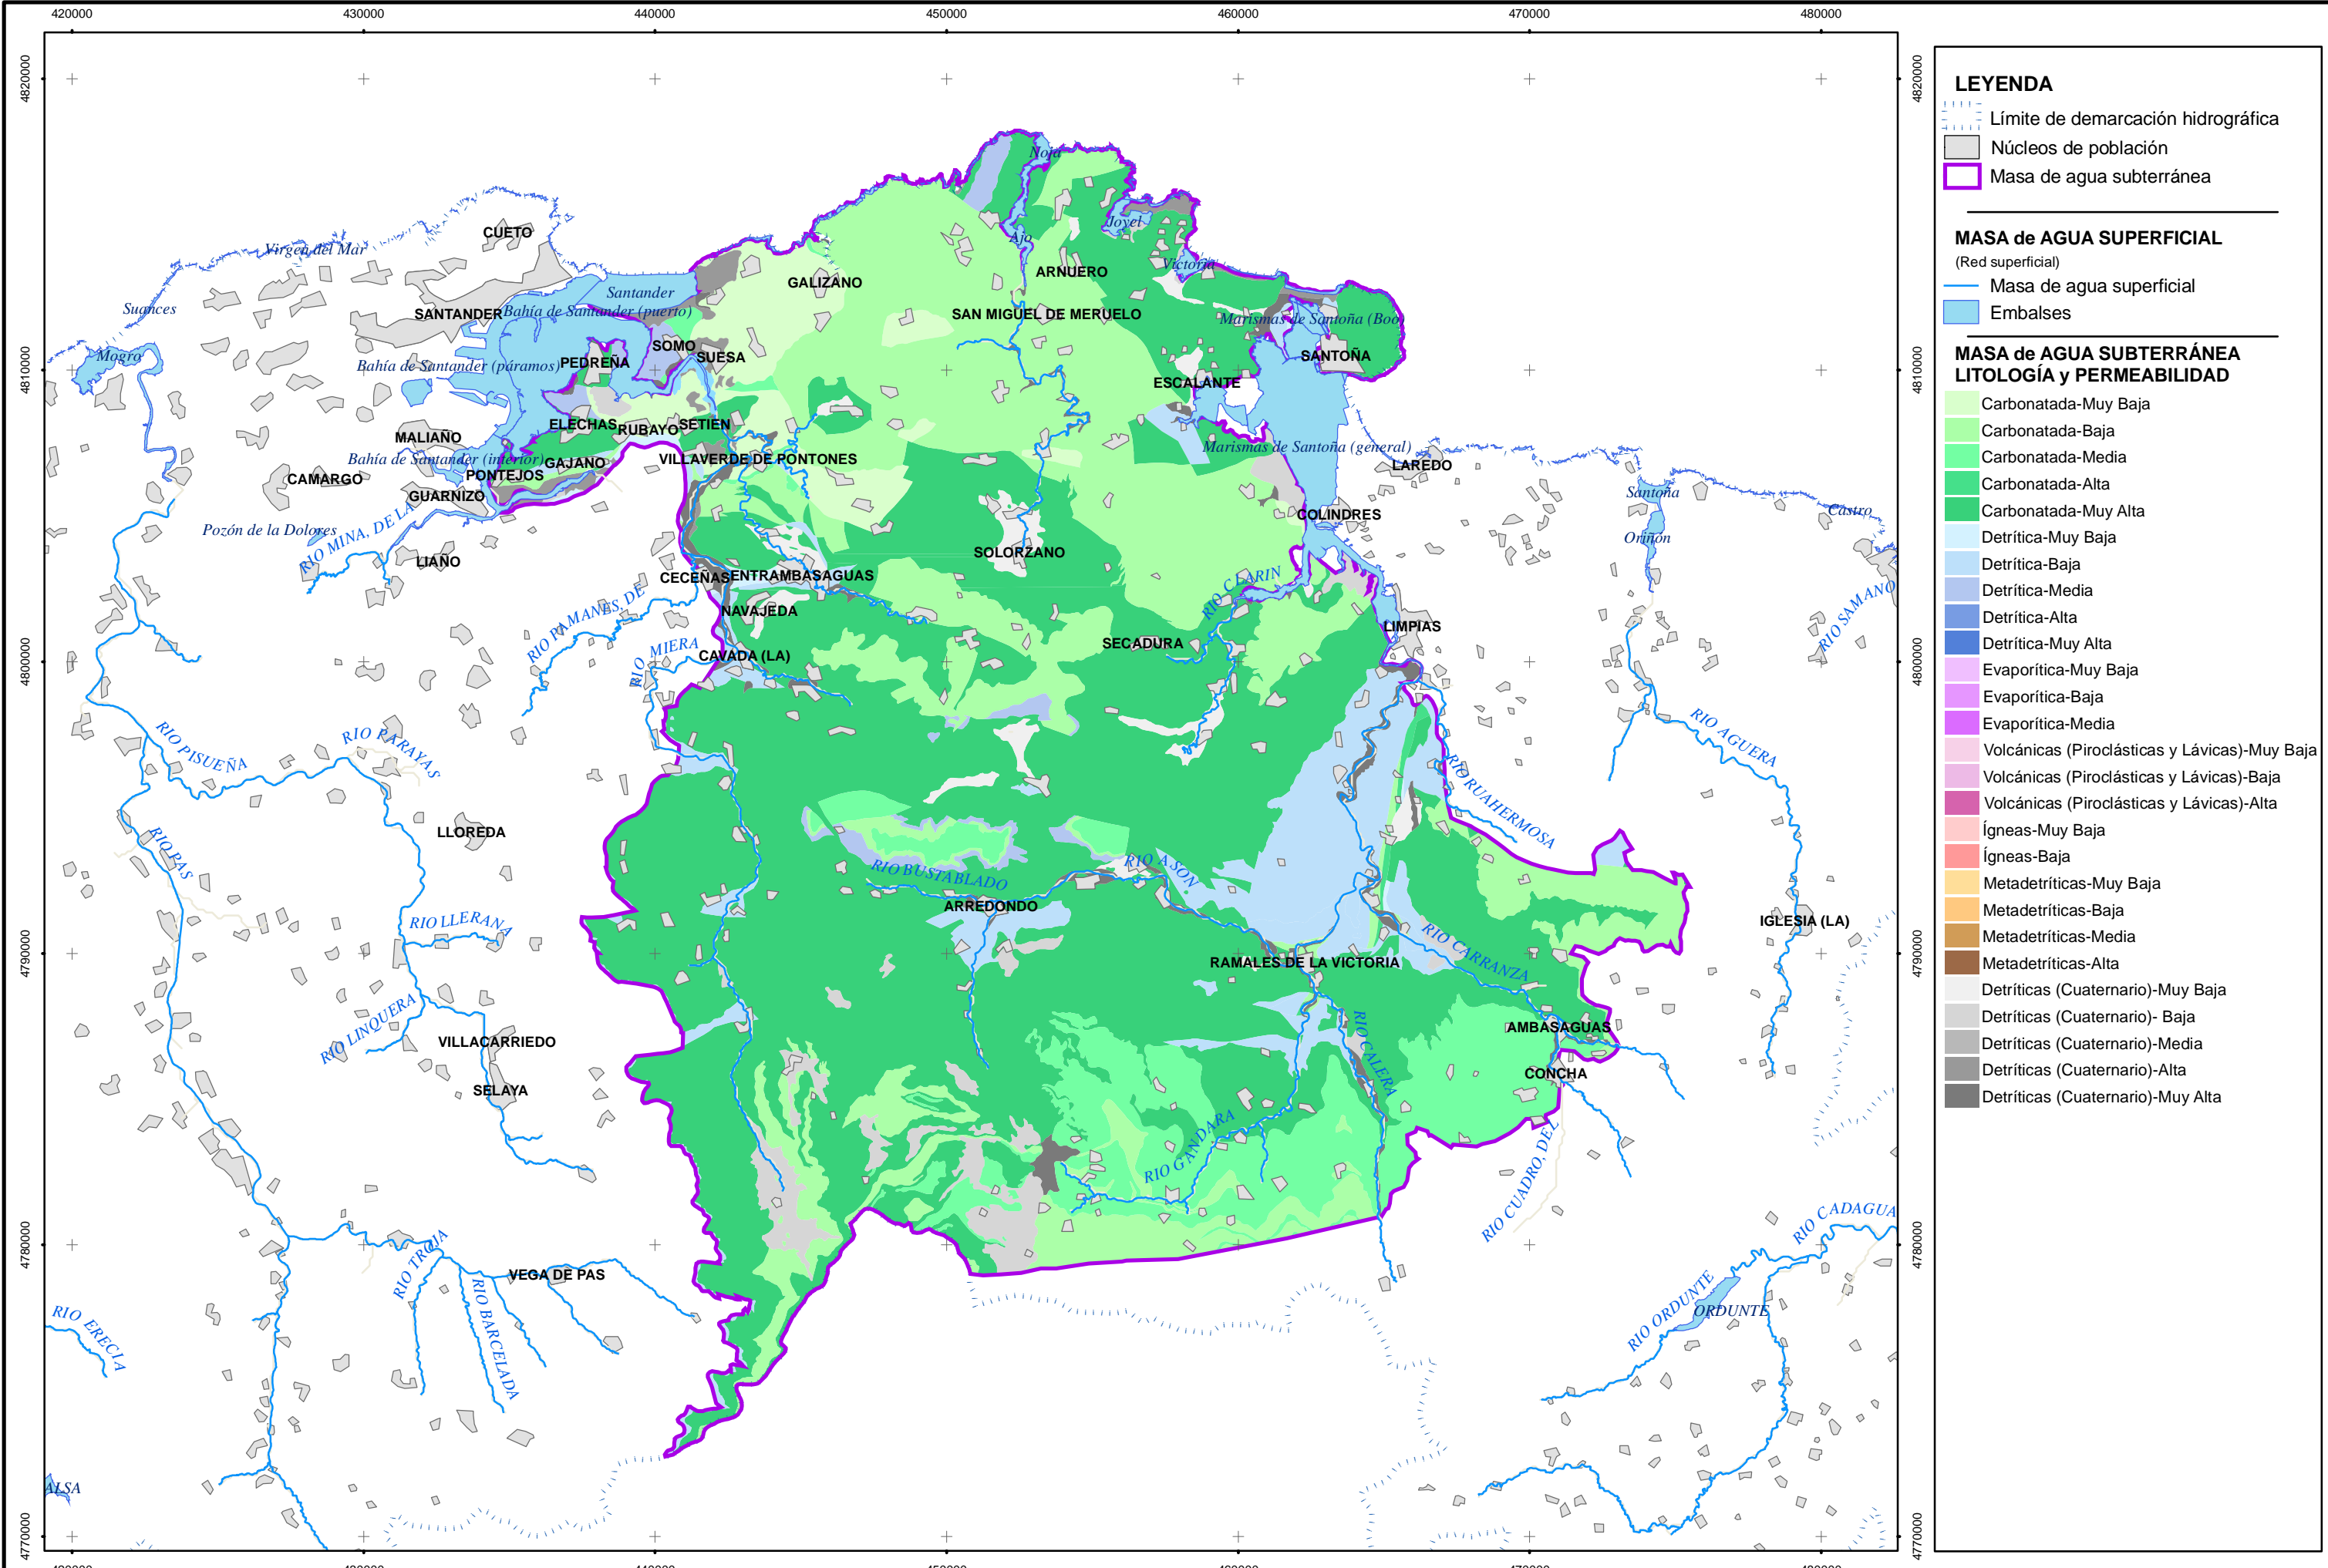 420000 430000 440000 450000 460000 470000 480000
4820000
4820000
4810000
4810000
4800000
4800000
4790000
4790000
4780000
4780000
4770000
4770000
LEYENDA
Límite de demarcación hidrográfica
Núcleos de población
Masa de agua subterránea
MASA de AGUA SUPERFICIAL
(Red superficial)
Masa de agua superficial
Embalses
MASA de AGUA SUBTERRÁNEA
LITOLOGÍA y PERMEABILIDAD
Carbonatada-Muy Baja
Carbonatada-Baja
Carbonatada-Media
Carbonatada-Alta
Carbonatada-Muy Alta
Detrítica-Muy Baja
Detrítica-Baja
Detrítica-Media
Detrítica-Alta
Detrítica-Muy Alta
Evaporítica-Muy Baja
Evaporítica-Baja
Evaporítica-Media
Volcánicas (Piroclásticas y Lávicas)-Muy Baja
Volcánicas (Piroclásticas y Lávicas)-Baja
Volcánicas (Piroclásticas y Lávicas)-Alta
Ígneas-Muy Baja
Ígneas-Baja
Metadetríticas-Muy Baja
Metadetríticas-Baja
Metadetríticas-Media
Metadetríticas-Alta
Detríticas (Cuaternario)-Muy Baja
Detríticas (Cuaternario)- Baja
Detríticas (Cuaternario)-Media
Detríticas (Cuaternario)-Alta
Detríticas (Cuaternario)-Muy Alta
Noja
Joyel
Ajo
CUETO
Virgen del Mar
Victoria
ARNUERO
GALIZANO
Santander
Suances
SANTANDER
Bahía de Santander (puerto)
SAN MIGUEL DE MERUELO
Marismas de Santoña (Boo)
SOMO
SUESA
SANTOÑA
Mogro
PEDREÑA
Bahía de Santander (páramos)
ESCALANTE
ELECHAS
RUBAYO
SETIEN
MALIAÑO
Marismas de Santoña (general)
Bahía de Santander (interior)
GAJANO
VILLAVERDE DE PONTONES
LAREDO
CAMARGO
PONTEJOS
GUARNIZO
Santoña
COLINDRES
Castro
Pozón de la Dolores
RIO MINA, DE LA
Oriñón
LIAÑO
SOLORZANO
CECEÑAS
ENTRAMBASAGUAS
RIO CLARIN
RIO SAMANO
NAVAJEDA
RIO PAMANES, DE
LIMPIAS
SECADURA
CAVADA (LA)
RIO MIERA
RIO PISUEÑA
RIO PARAYAS
RIO AGUERA
RIO RUAHERMOSA
LLOREDA
RIO PAS
RIO BUSTABLADO
RIO ASON
ARREDONDO
IGLESIA (LA)
RIO LLERANA
RIO CARRANZA
RAMALES DE LA VICTORIA
RIO LINQUERA
AMBASAGUAS
VILLACARRIEDO
RIO CALERA
CONCHA
SELAYA
RIO GANDARA
RIO CUADRO, DEZ
RIO CADAGUA
RIO TROJA
VEGA DE PAS
RIO BARCELADA
RIO ORDUNTE
ORDUNTE
RIO ERECIA
ALSA